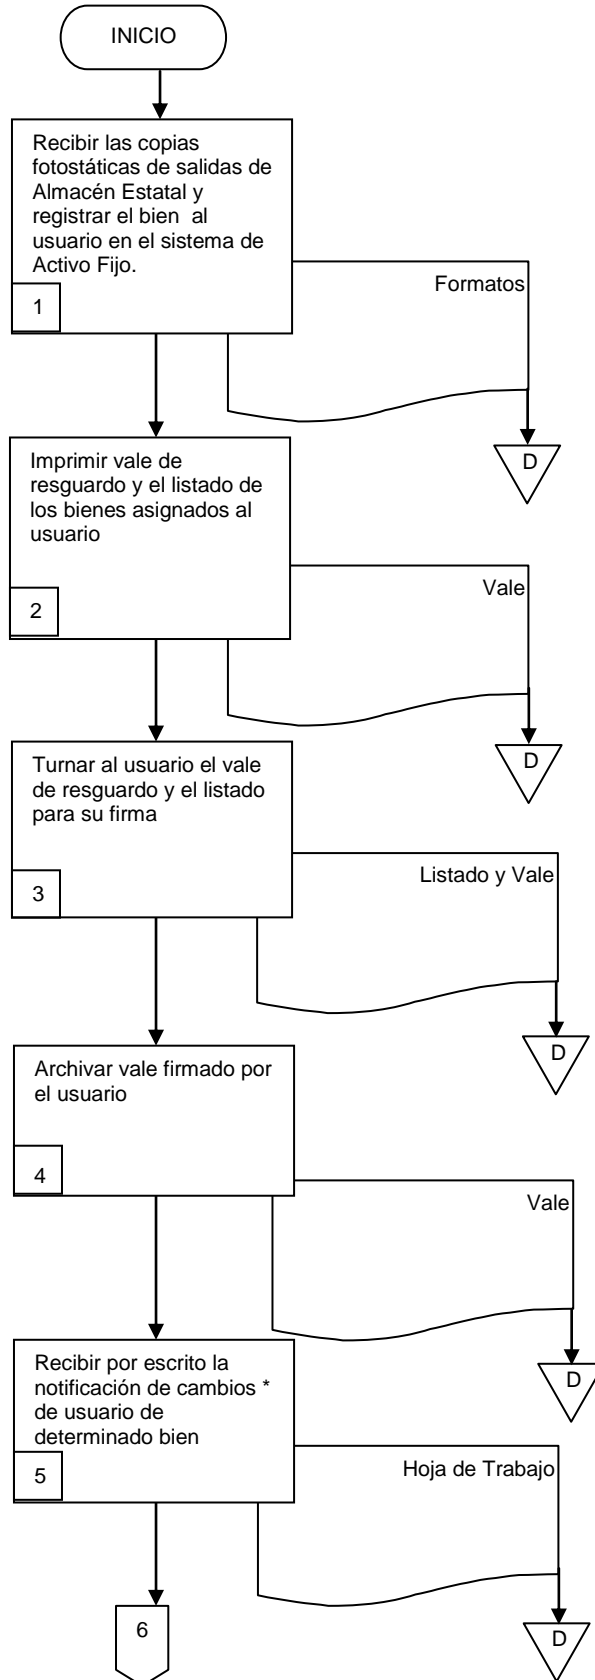 INICIO
Recibir las copias
fotostáticas de salidas de
Almacén Estatal y
registrar el bien al
usuario en el sistema de
Activo Fijo.
1
Formatos
D
Imprimir vale de
resguardo y el listado de
los bienes asignados al
usuario
2
Vale
D
Turnar al usuario el vale
de resguardo y el listado
para su firma
3
Listado y Vale
D
Archivar vale firmado por
el usuario
4
Vale
D
Recibir por escrito la
notificación de cambios *
de usuario de
determinado bien
5
Hoja de Trabajo
D
6